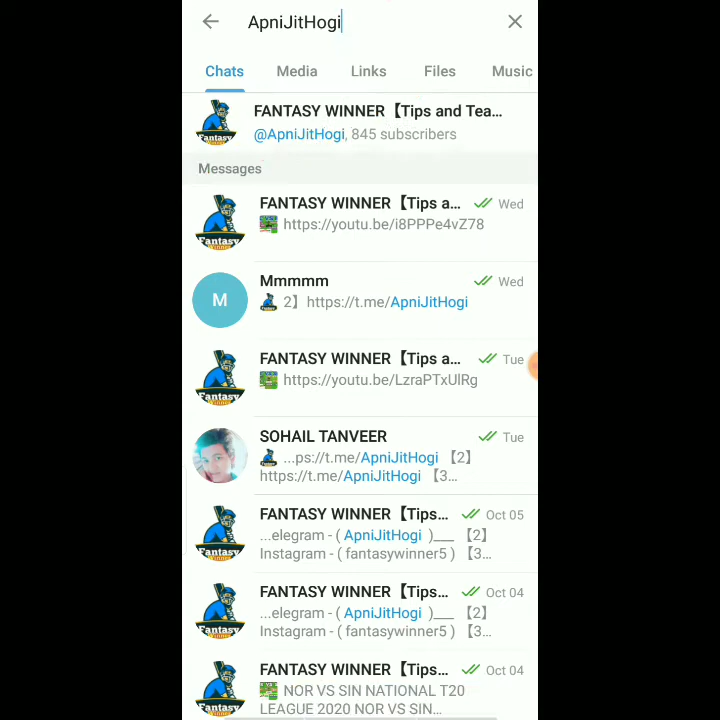 ApniJitHogi
Chats Media Links Files Music
FANTASY WINNER【Tips and Tea...
@ApniJitHogi, 845 subscribers
Messages
FANTASY WINNER【Tips a... Wed
https://youtu.be/i8PPPe4vZ78
Mmmmm Wed
M
2】https://t.me/ApniJitHogi
FANTASY WINNER【Tips a... Tue
https://youtu.be/LzraPTxUlRg
SOHAIL TANVEER Tue
...ps://t.me/ApniJitHogi 【2】
https://t.me/ApniJitHogi 【3...
FANTASY WINNER【Tips... Oct 05
...elegram - ( ApniJitHogi )___ 【2】
Instagram - ( fantasywinner5 ) 【3...
FANTASY WINNER【Tips... Oct 04
...elegram - ( ApniJitHogi )___ 【2】
Instagram - ( fantasywinner5 ) 【3...
FANTASY WINNER【Tips... Oct 04
NOR VS SIN NATIONAL T20
LEAGUE 2020 NOR VS SIN...